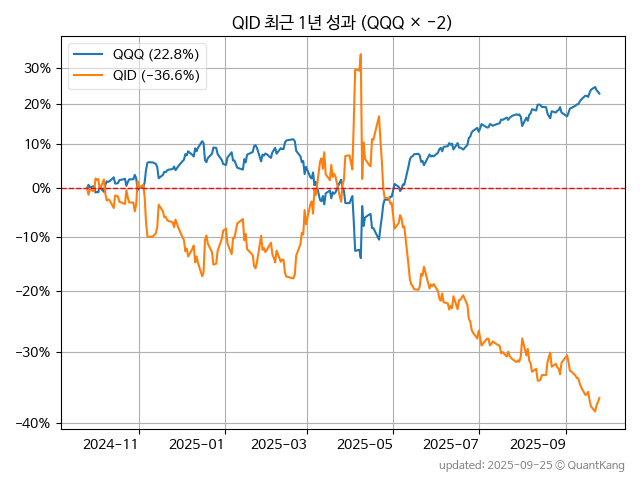 QID 최근 1년 성과 (QQQ × −2)
QQQ (22.8%)
QID (−36.6%)
30%
20%
10%
0%
−10%
−20%
−30%
−40%
2024−11 2025−01 2025−03 2025−05 2025−07 2025−09
updated: 2025−09−25 © QuantKang